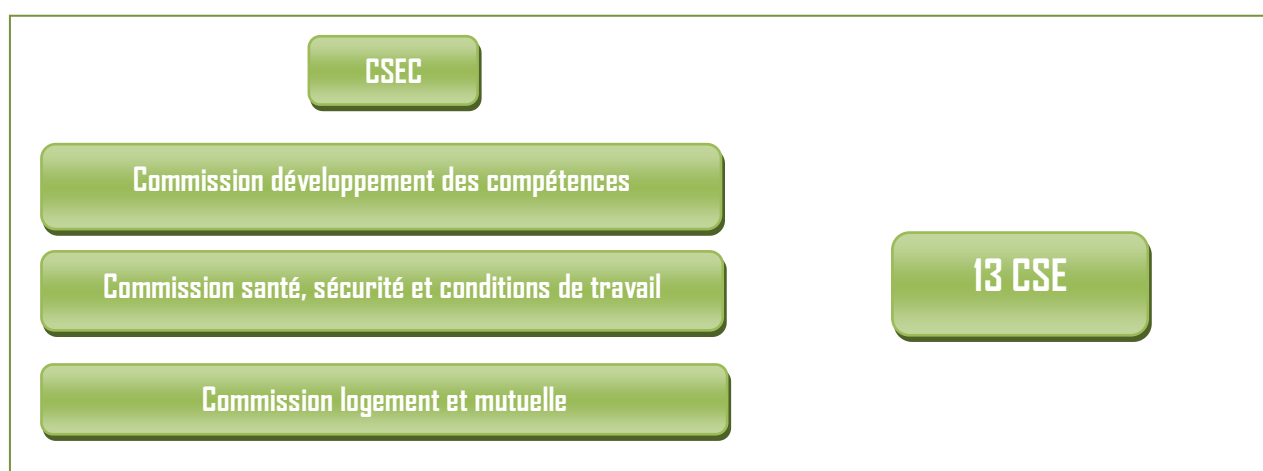 CSEC
Commission développement des compétences
Commission santé, sécurité et conditions de travail
13 CSE
Commission logement et mutuelle